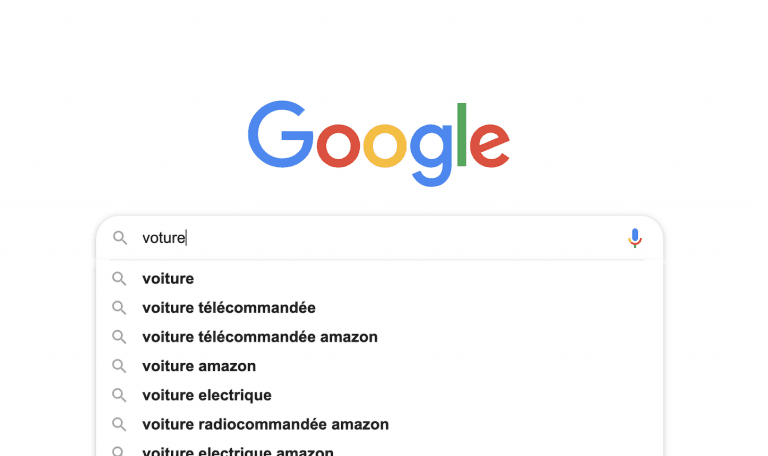 Google
voture
voiture
voiture télécommandée
voiture télécommandée amazon
voiture amazon
voiture electrique
voiture radiocommandée amazon
voiture electrique amazon